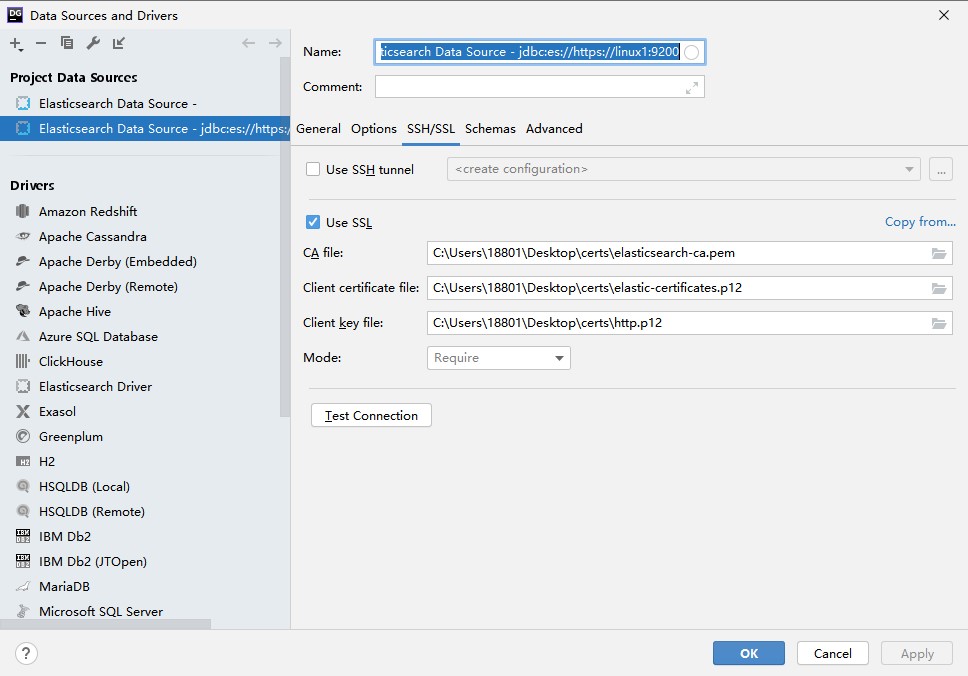 DG Data Sources and Drivers
Project Data Sources
Elasticsearch Data Source -
Elasticsearch Data Source - jdbc:es://https:/
Drivers
Amazon Redshift
Apache Cassandra
Apache Derby (Embedded)
Apache Derby (Remote)
Apache Hive
Azure SQL Database
ClickHouse
Elasticsearch Driver
Exasol
Greenplum
H2
HSQLDB (Local)
HSQLDB (Remote)
IBM Db2
IBM Db2 (JTOpen)
MariaDB
Microsoft SQL Server
Name: ticsearch Data Source - jdbc:es://https://linux1:9200
Comment:
General Options SSH/SSL Schemas Advanced
Use SSH tunnel <create configuration> ...
Use SSL Copy from...
CA file: C:\Users\18801\Desktop\certs\elasticsearch-ca.pem
Client certificate file: C:\Users\18801\Desktop\certs\elastic-certificates.p12
Client key file: C:\Users\18801\Desktop\certs\http.p12
Mode: Require
Test Connection
? OK Cancel Apply